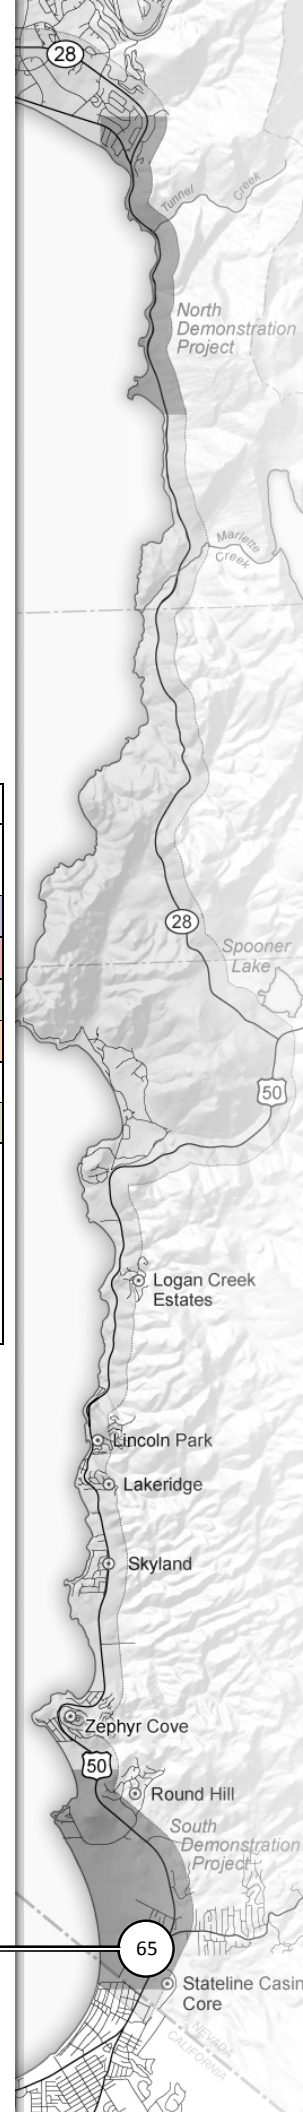 28
Tunnel
Creek
North
Demonstration
Project
Marlette
Creek
28
Spooner
Lake
50
Logan Creek
Estates
Lincoln Park
Lakeridge
Skyland
Zephyr Cove
50
Round Hill
South
Demonstration
Project
65
Stateline Casin
Core
NEVADA
CALIFORNIA